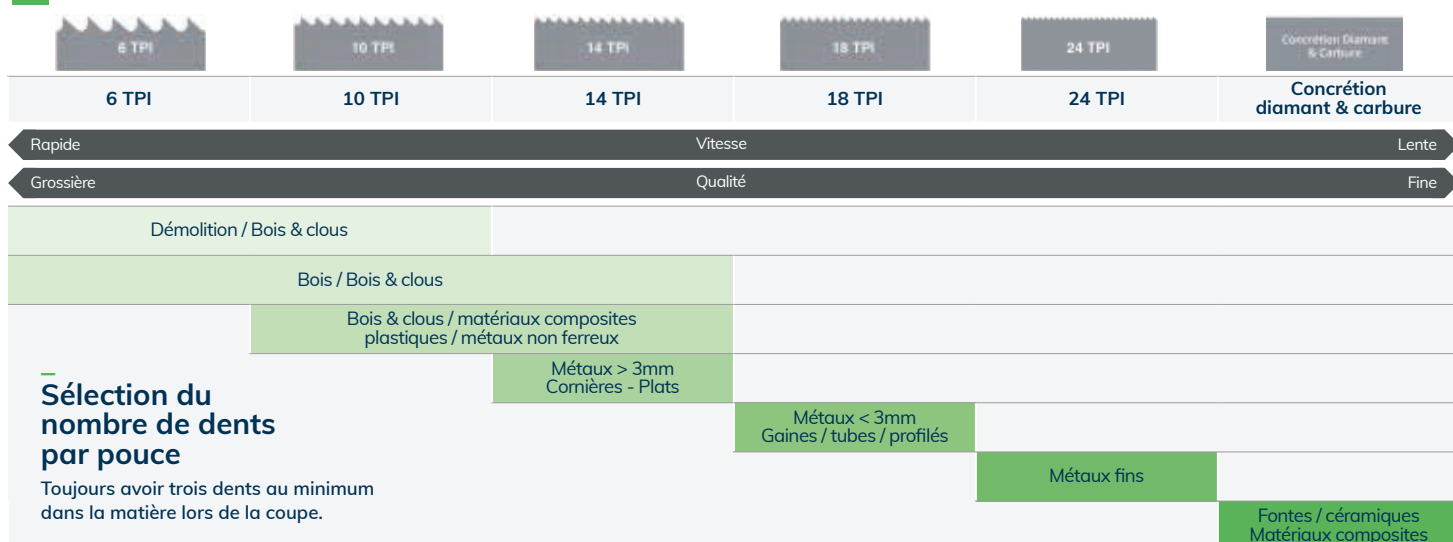 6 TPI
10 TPI
14 TPI
18 TPI
24 TPI
Concrétion Diamant
& Carbure
6 TPI
10 TPI
14 TPI
18 TPI
24 TPI
Concrétion
diamant & carbure
Rapide
Vitesse
Lente
Grossière
Qualité
Fine
Démolition / Bois & clous
Bois / Bois & clous
Bois & clous / matériaux composites
plastiques / métaux non ferreux
Métaux > 3mm
Cornières - Plats
Métaux < 3mm
Gaines / tubes / profilés
Métaux fins
Fontes / céramiques
Matériaux composites
Sélection du
nombre de dents
par pouce
Toujours avoir trois dents au minimum
dans la matière lors de la coupe.